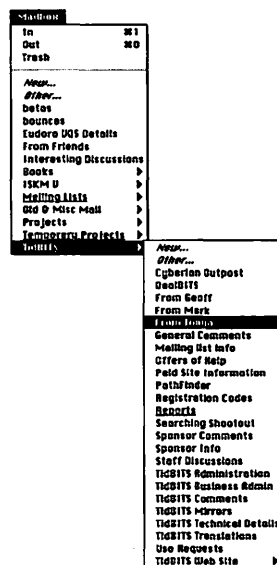 Mailbox
In ⌘1
Out ⌘D
Trash
New...
Other...
betas
bounces
Eudora UQS Details
From Friends
Interesting Discussions
Books
ISKM
Mailing Lists
Old & Misc Mail
Projects
Temporary Projects
TidBITS
New...
Other...
Cyberian Outpost
DealBITS
From Geoff
From Mark
From Tonya
General Comments
Mailing list Info
Offers of Help
Paid Site Information
Pathfinder
Registration Codes
Reports
Searching Shootout
Sponsor Comments
Sponsor Info
Staff Discussions
TidBITS Administration
TidBITS Business Admin
TidBITS Comments
TidBITS Mirrors
TidBITS Technical Details
TidBITS Translations
Use Requests
TidBITS Web Site